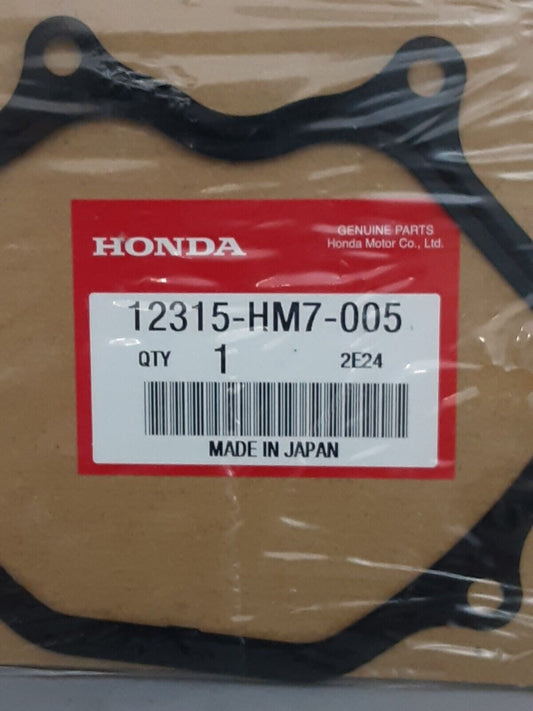 HONDA
GENUINE PARTS
Honda Motor Co., Ltd.
12315-HM7-005
QTY 1 2E24
MADE IN JAPAN